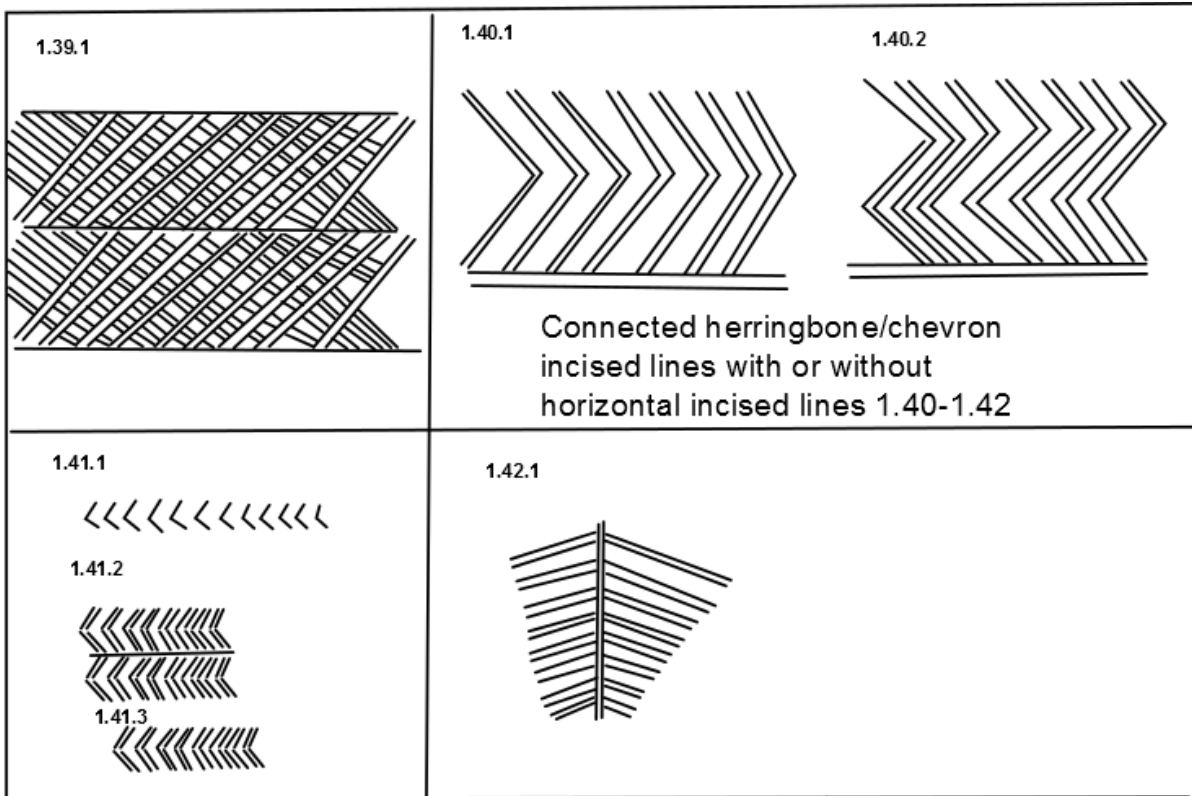 1.39.1
1.40.1
1.40.2
Connected herringbone/chevron
incised lines with or without
horizontal incised lines 1.40-1.42
1.41.1
1.41.2
1.41.3
1.42.1